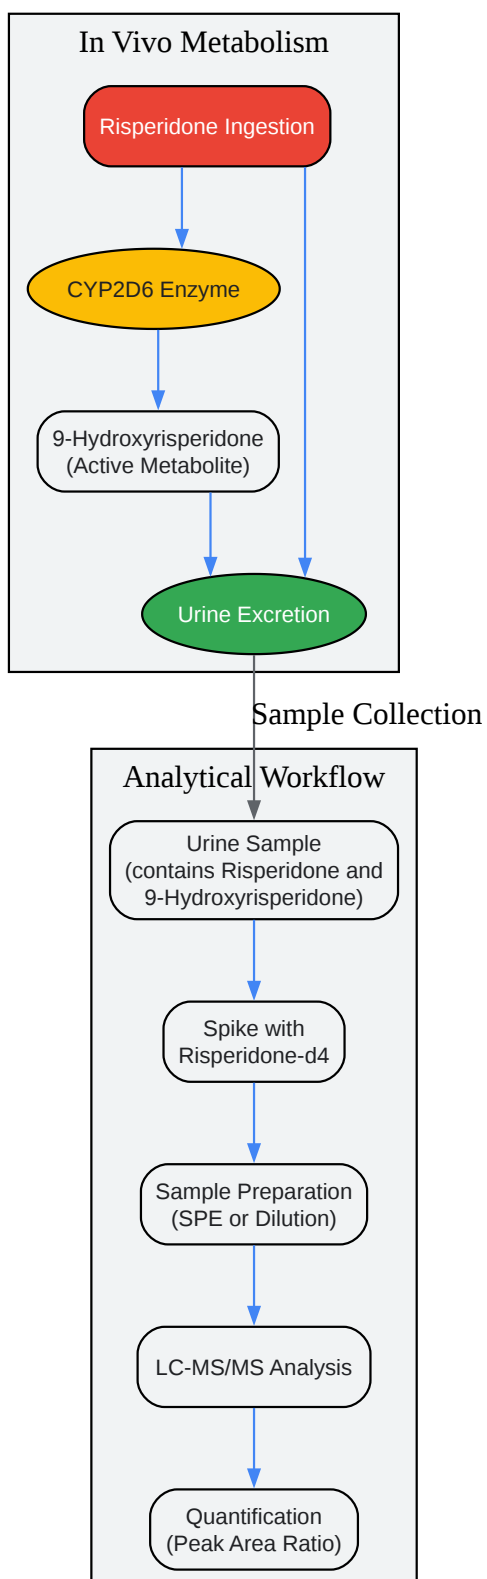 In Vivo Metabolism
Risperidone Ingestion
CYP2D6 Enzyme
9-Hydroxyrisperidone
(Active Metabolite)
Urine Excretion
Sample Collection
Analytical Workflow
Urine Sample
(contains Risperidone and
9-Hydroxyrisperidone)
Spike with
Risperidone-d4
Sample Preparation
(SPE or Dilution)
LC-MS/MS Analysis
Quantification
(Peak Area Ratio)